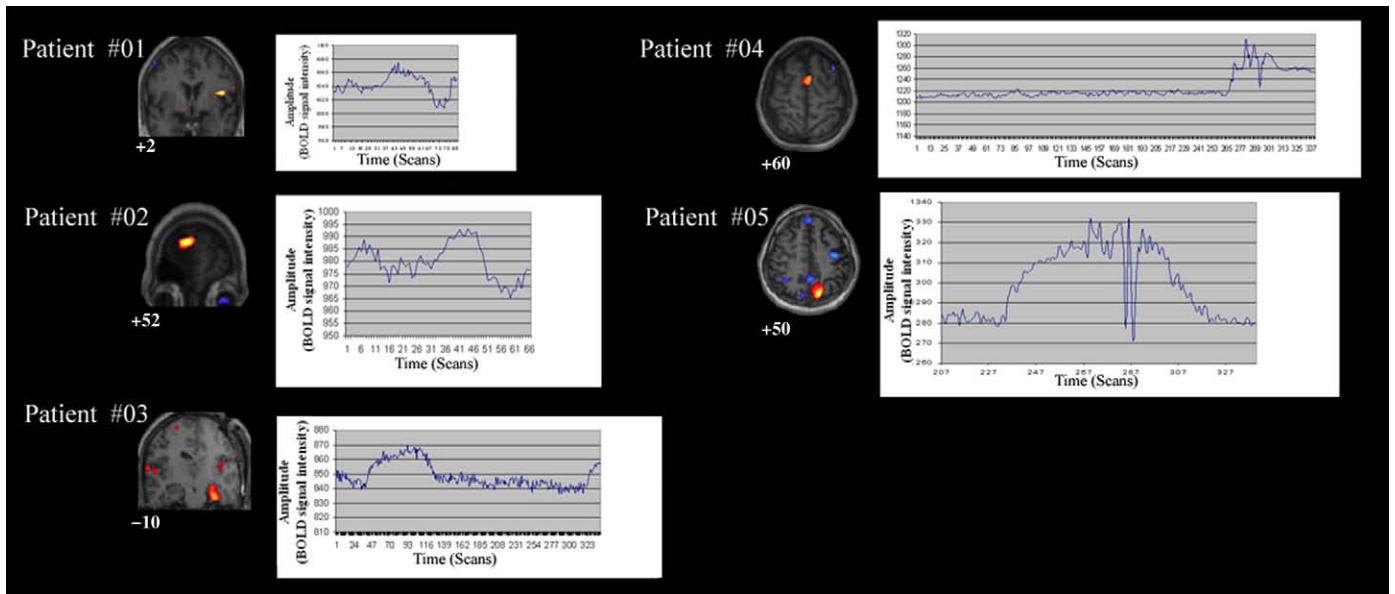 Patient #01
+2
Amplitude
(BOLD signal intensity)
Time (Scans)
Patient #02
+52
Amplitude
(BOLD signal intensity)
1000
995
990
985
980
975
970
965
960
955
950
1 6 11 16 21 26 31 36 41 46 51 56 61 66
Time (Scans)
Patient #03
−10
Amplitude
(BOLD signal intensity)
880
870
860
850
840
830
820
810
1 24 47 70 93 116 139 162 185 208 231 254 277 300 323
Time (Scans)
Patient #04
+60
Amplitude
(BOLD signal intensity)
1320
1300
1280
1260
1240
1220
1200
1180
1160
1140
1 13 25 37 49 61 73 85 97 109 121 133 145 157 169 181 193 205 217 229 241 253 265 277 289 301 313 325 337
Time (Scans)
Patient #05
+50
Amplitude
(BOLD signal intensity)
1340
330
320
310
300
290
280
270
260
207 227 247 267 287 307 327
Time (Scans)